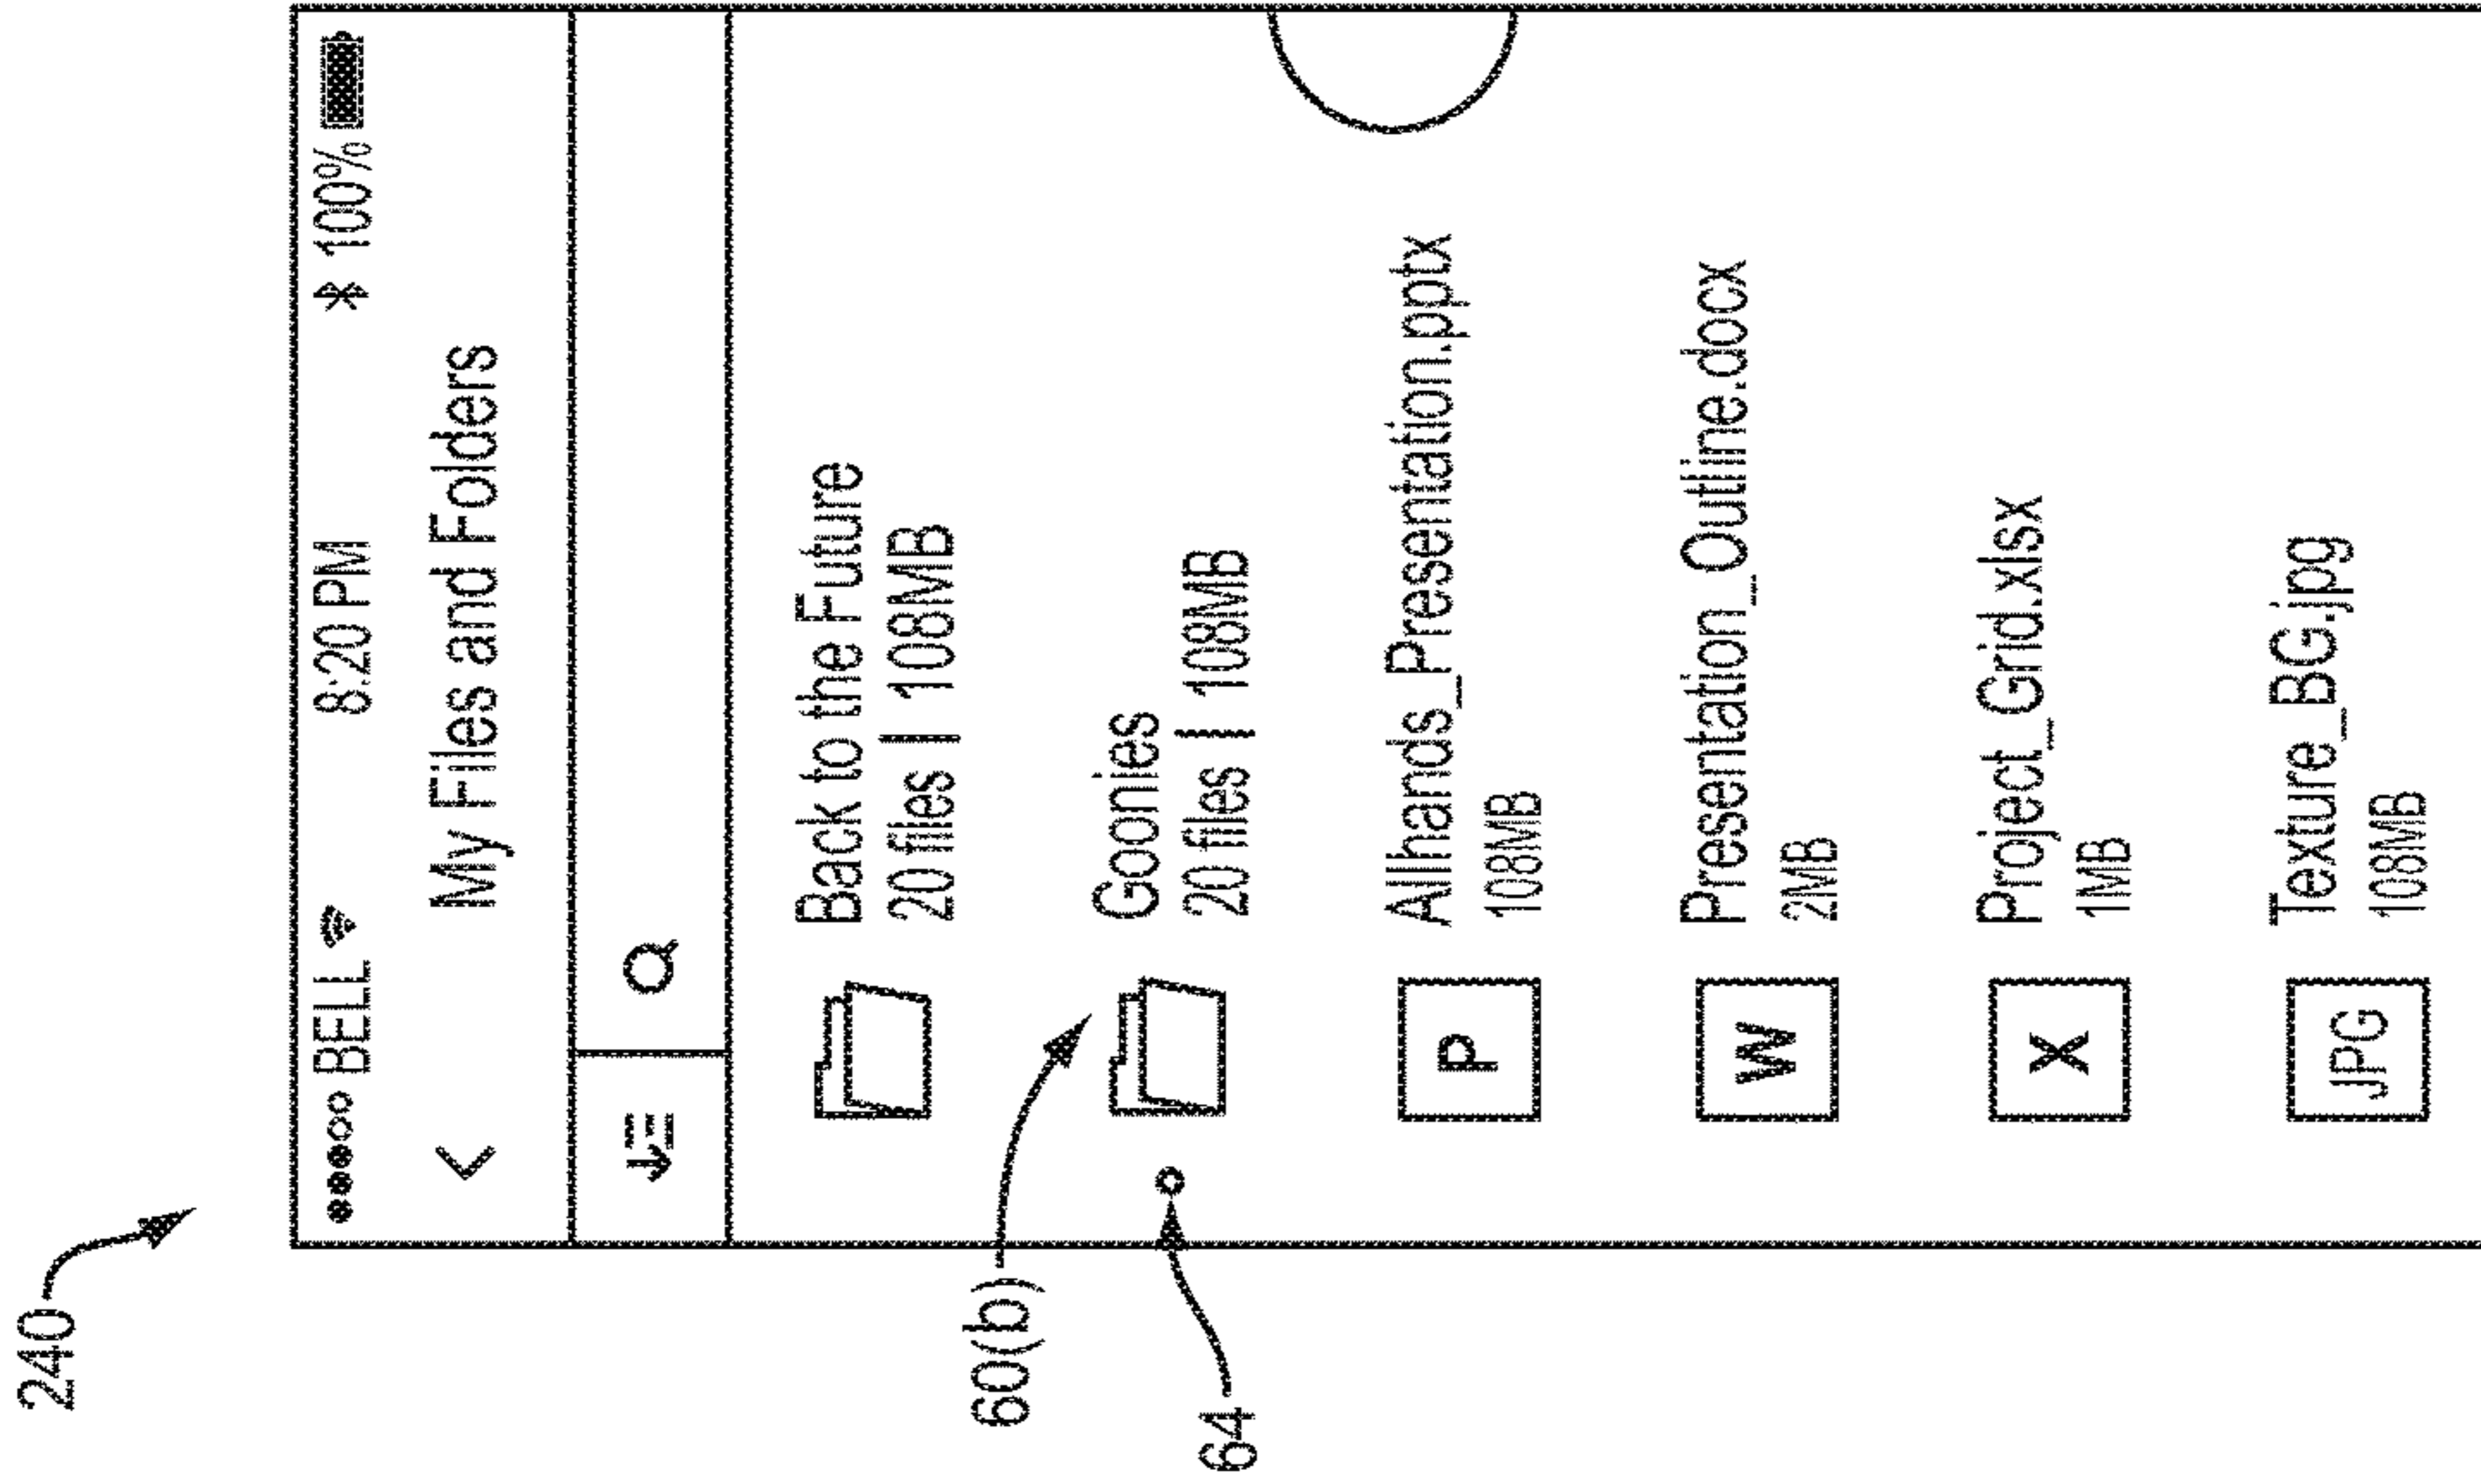 240
BELL 8:20 PM 100%
< My Files and Folders
Back to the Future
20 files | 108MB
60(b)
Goonies
20 files | 108MB
64
P Allhands_Presentation.pptx
108MB
W Presentation_Outline.docx
2MB
X Project_Grid.xlsx
1MB
JPG Texture_BG.jpg
108MB